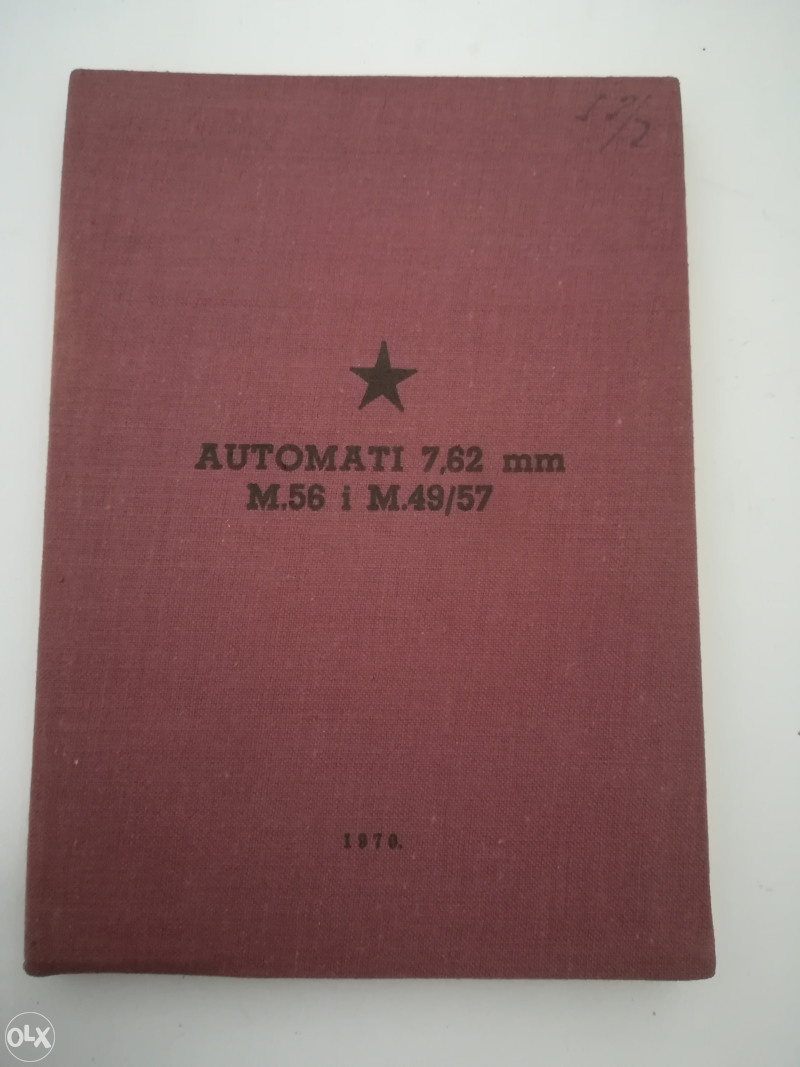 AUTOMATI 7,62 mm
M.56 i M.49/57
1970.
OLX